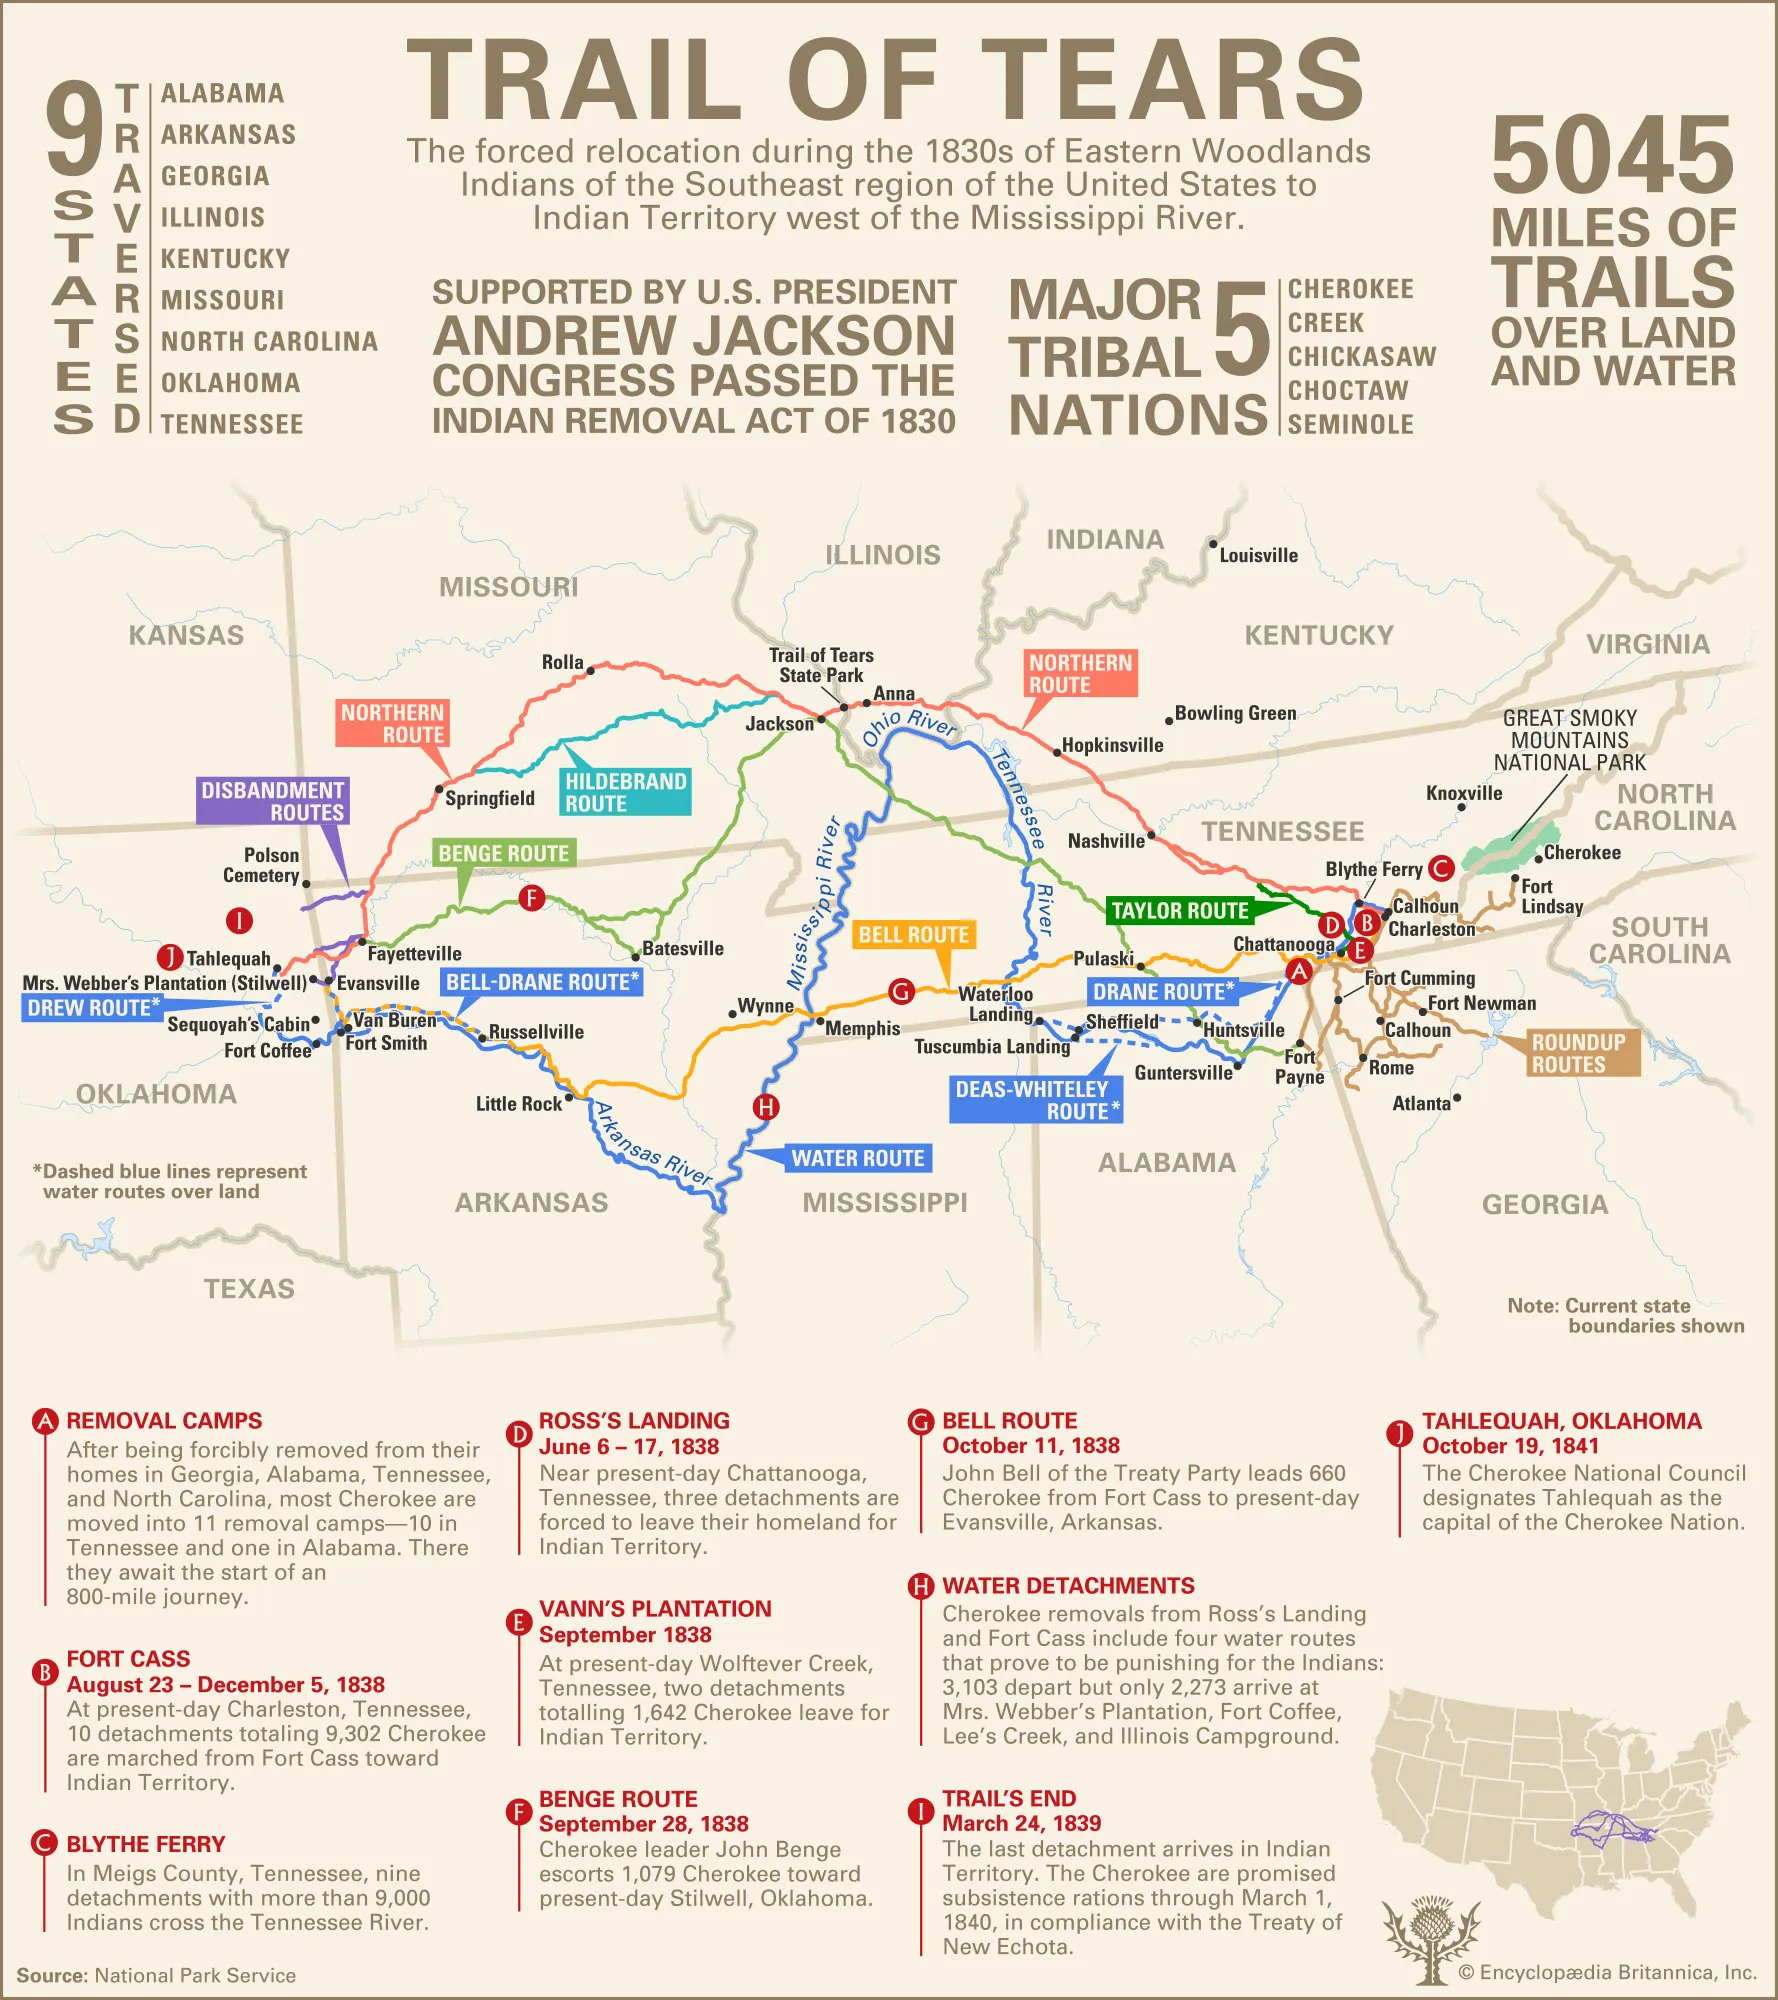 TRAIL OF TEARS
The forced relocation during the 1830s of Eastern Woodlands
Indians of the Southeast region of the United States to
Indian Territory west of the Mississippi River.
9
STATES
TRAVERSED
ALABAMA
ARKANSAS
GEORGIA
ILLINOIS
KENTUCKY
MISSOURI
NORTH CAROLINA
OKLAHOMA
TENNESSEE
SUPPORTED BY U.S. PRESIDENT
ANDREW JACKSON
CONGRESS PASSED THE
INDIAN REMOVAL ACT OF 1830
MAJOR
TRIBAL
NATIONS
5
CHEROKEE
CREEK
CHICKASAW
CHOCTAW
SEMINOLE
5045
MILES OF
TRAILS
OVER LAND
AND WATER
KANSAS
MISSOURI
ILLINOIS
INDIANA
Louisville
KENTUCKY
VIRGINIA
Rolla
Trail of Tears
State Park
Anna
NORTHERN
ROUTE
NORTHERN
ROUTE
Jackson
Ohio River
Bowling Green
Hopkinsville
GREAT SMOKY
MOUNTAINS
NATIONAL PARK
DISBANDMENT
ROUTES
Springfield
HILDEBRAND
ROUTE
Tennessee
River
Knoxville
NORTH
CAROLINA
TENNESSEE
Nashville
Mississippi River
BENGE ROUTE
Polson
Cemetery
Blythe Ferry
C
Cherokee
F
Fort
Lindsay
I
TAYLOR ROUTE
D
B
E
Calhoun
Charleston
SOUTH
CAROLINA
BELL ROUTE
Chattanooga
J
Tahlequah
Fayetteville
Batesville
Pulaski
A
Mrs. Webber's Plantation (Stilwell)
Evansville
BELL-DRANE ROUTE*
G
DRANE ROUTE*
Fort Cumming
DREW ROUTE*
Wynne
Waterloo
Landing
Fort Newman
Sequoyah's Cabin
Van Buren
Russellville
Memphis
Sheffield
Huntsville
Calhoun
Fort Coffee
Fort Smith
Tuscumbia Landing
Fort
Payne
ROUNDUP
ROUTES
Guntersville
Rome
DEAS-WHITELEY
ROUTE*
OKLAHOMA
Little Rock
H
Atlanta
Arkansas River
WATER ROUTE
*Dashed blue lines represent
water routes over land
ARKANSAS
MISSISSIPPI
ALABAMA
GEORGIA
TEXAS
Note: Current state
boundaries shown
A
REMOVAL CAMPS
After being forcibly removed from their
homes in Georgia, Alabama, Tennessee,
and North Carolina, most Cherokee are
moved into 11 removal camps—10 in
Tennessee and one in Alabama. There
they await the start of an
800-mile journey.
B
FORT CASS
August 23 – December 5, 1838
At present-day Charleston, Tennessee,
10 detachments totaling 9,302 Cherokee
are marched from Fort Cass toward
Indian Territory.
C
BLYTHE FERRY
In Meigs County, Tennessee, nine
detachments with more than 9,000
Indians cross the Tennessee River.
D
ROSS'S LANDING
June 6 – 17, 1838
Near present-day Chattanooga,
Tennessee, three detachments are
forced to leave their homeland for
Indian Territory.
E
VANN'S PLANTATION
September 1838
At present-day Wolftever Creek,
Tennessee, two detachments
totalling 1,642 Cherokee leave for
Indian Territory.
F
BENGE ROUTE
September 28, 1838
Cherokee leader John Benge
escorts 1,079 Cherokee toward
present-day Stilwell, Oklahoma.
G
BELL ROUTE
October 11, 1838
John Bell of the Treaty Party leads 660
Cherokee from Fort Cass to present-day
Evansville, Arkansas.
H
WATER DETACHMENTS
Cherokee removals from Ross's Landing
and Fort Cass include four water routes
that prove to be punishing for the Indians:
3,103 depart but only 2,273 arrive at
Mrs. Webber's Plantation, Fort Coffee,
Lee's Creek, and Illinois Campground.
I
TRAIL'S END
March 24, 1839
The last detachment arrives in Indian
Territory. The Cherokee are promised
subsistence rations through March 1,
1840, in compliance with the Treaty of
New Echota.
J
TAHLEQUAH, OKLAHOMA
October 19, 1841
The Cherokee National Council
designates Tahlequah as the
capital of the Cherokee Nation.
Source: National Park Service
© Encyclopædia Britannica, Inc.